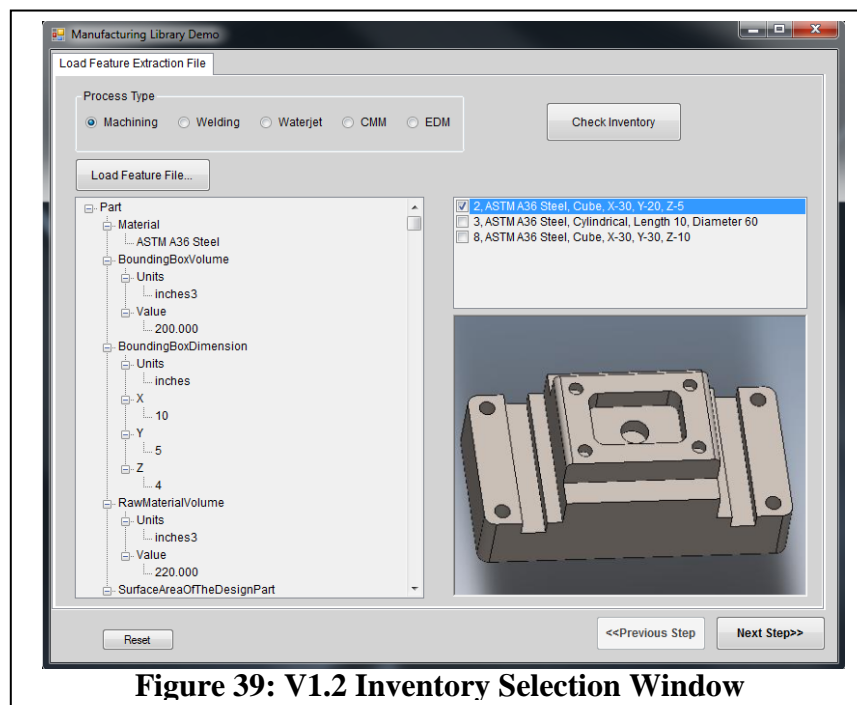 Manufacturing Library Demo
Load Feature Extraction File
Process Type
Machining Welding Waterjet CMM EDM
Check Inventory
Load Feature File...
Part
Material
ASTM A36 Steel
BoundingBoxVolume
Units
inches3
Value
200.000
BoundingBoxDimension
Units
inches
X
10
Y
5
Z
4
RawMaterialVolume
Units
inches3
Value
220.000
SurfaceAreaOfTheDesignPart
2, ASTM A36 Steel, Cube, X-30, Y-20, Z-5
3, ASTM A36 Steel, Cylindrical, Length 10, Diameter 60
8, ASTM A36 Steel, Cube, X-30, Y-30, Z-10
Reset
<<Previous Step
Next Step>>
Figure 39: V1.2 Inventory Selection Window